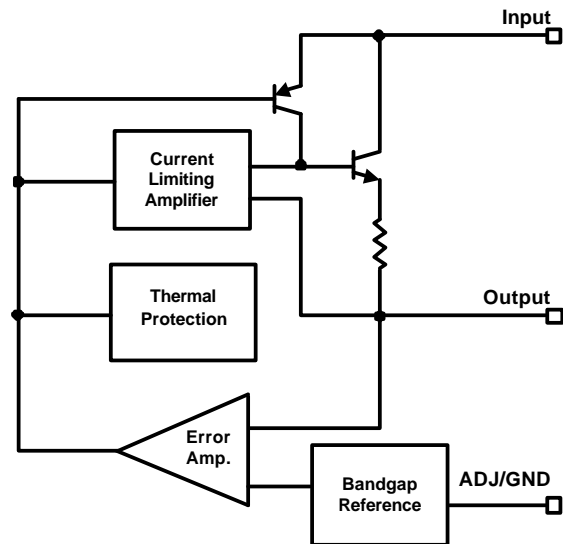 Input
Current
Limiting
Amplifier
Thermal
Protection
Output
Error
Amp.
Bandgap
Reference
ADJ/GND